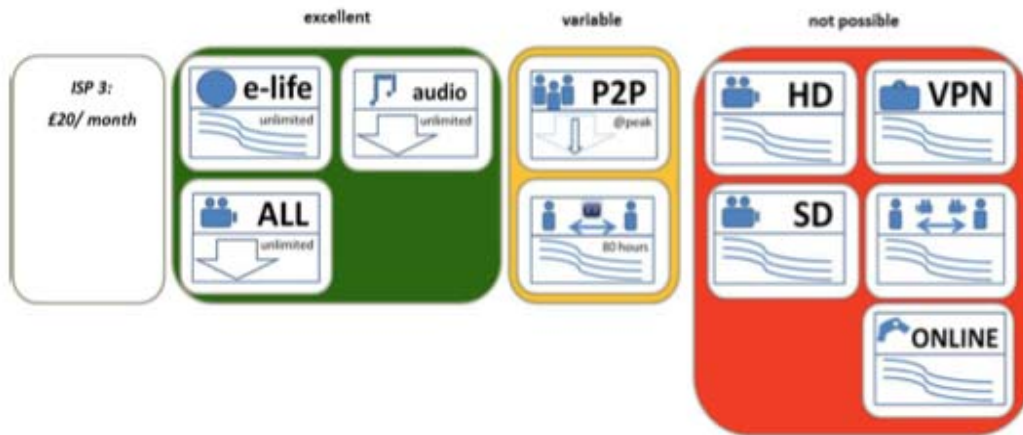 excellent
variable
not possible
ISP 3:
£20/ month
e-life
unlimited
audio
unlimited
ALL
unlimited
P2P
@peak
80 hours
HD
VPN
SD
ONLINE